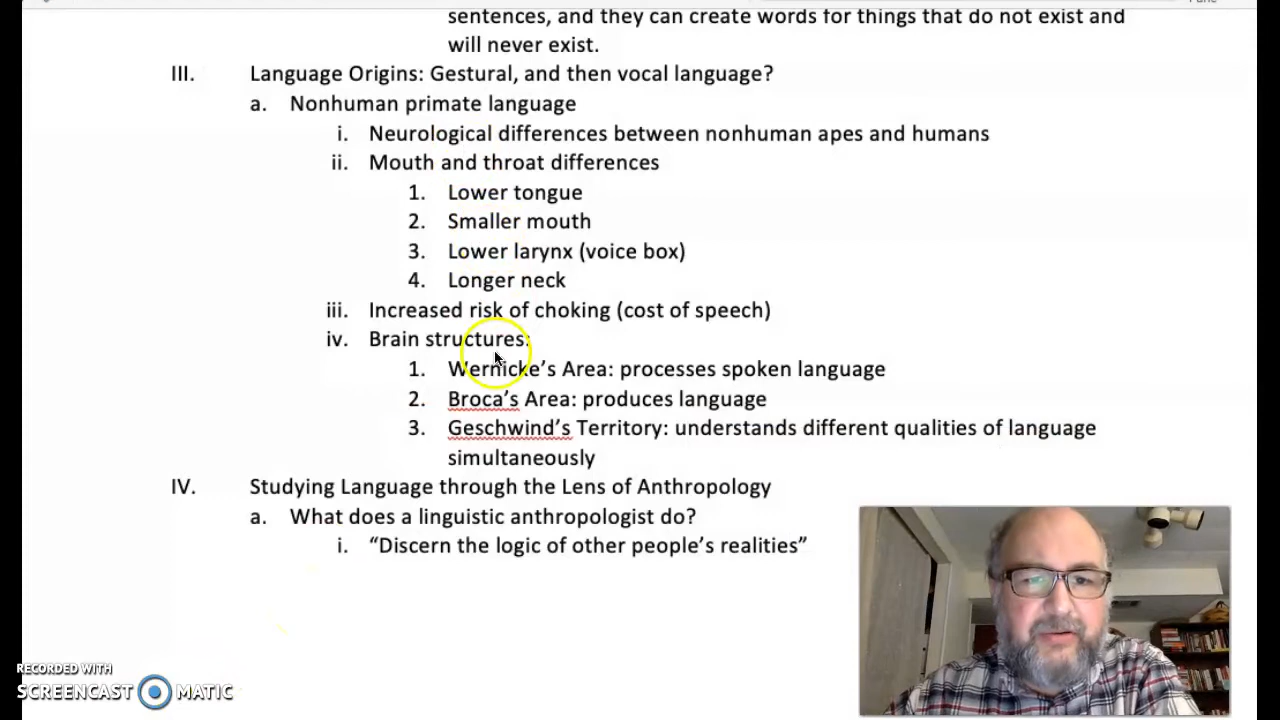 sentences, and they can create words for things that do not exist and
will never exist.
III. Language Origins: Gestural, and then vocal language?
a. Nonhuman primate language
i. Neurological differences between nonhuman apes and humans
ii. Mouth and throat differences
1. Lower tongue
2. Smaller mouth
3. Lower larynx (voice box)
4. Longer neck
iii. Increased risk of choking (cost of speech)
iv. Brain structures:
1. Wernicke’s Area: processes spoken language
2. Broca’s Area: produces language
3. Geschwind’s Territory: understands different qualities of language
simultaneously
IV. Studying Language through the Lens of Anthropology
a. What does a linguistic anthropologist do?
i. “Discern the logic of other people’s realities”
RECORDED WITH
SCREENCAST MATIC